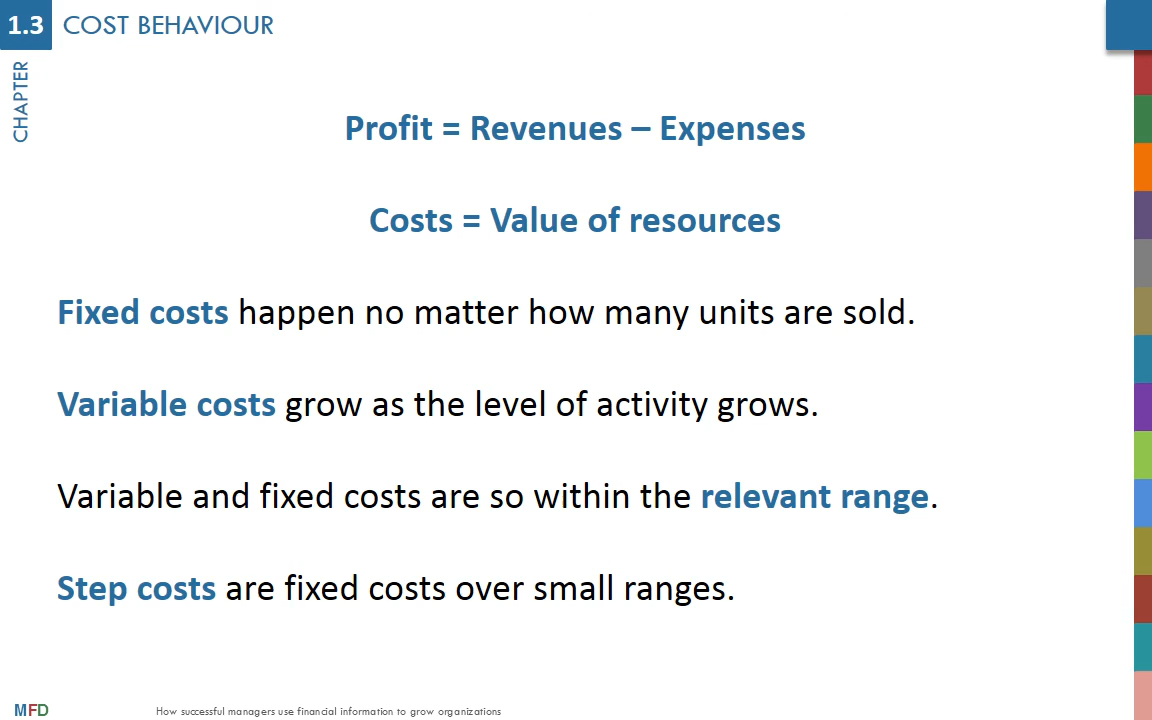 1.3 COST BEHAVIOUR
CHAPTER
Profit = Revenues – Expenses
Costs = Value of resources
Fixed costs happen no matter how many units are sold.
Variable costs grow as the level of activity grows.
Variable and fixed costs are so within the relevant range.
Step costs are fixed costs over small ranges.
MFD How successful managers use financial information to grow organizations